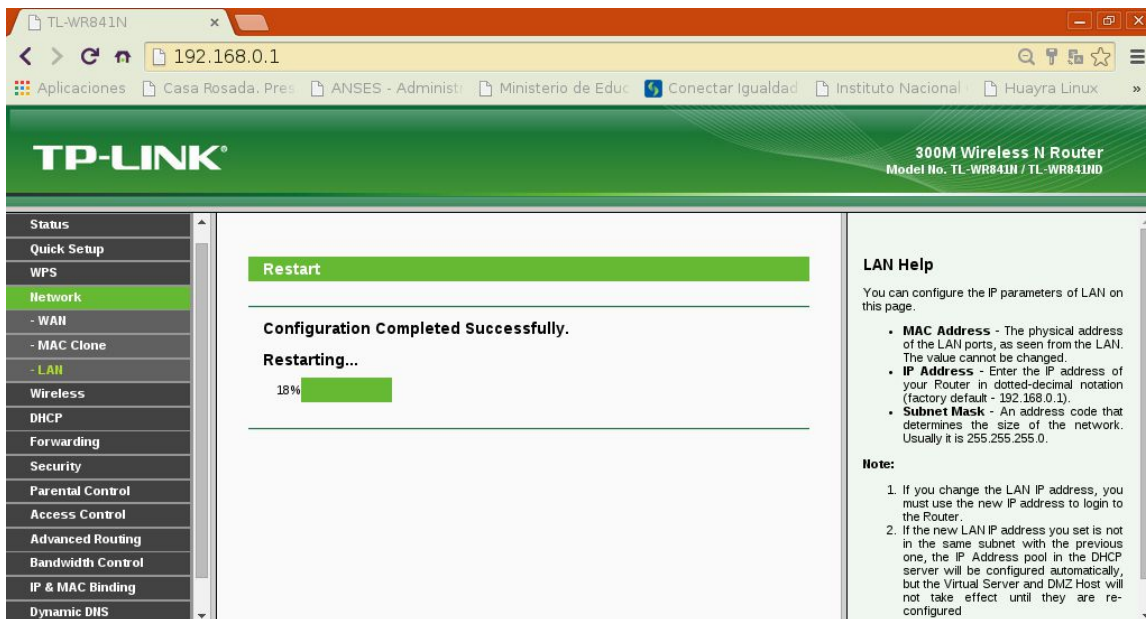 TL-WR841N
192.168.0.1
Aplicaciones
Casa Rosada. Pres
ANSES - Administr
Ministerio de Educ
Conectar Igualdad
Instituto Nacional
Huayra Linux
»
TP-LINK®
300M Wireless N Router
Model No. TL-WR841N / TL-WR841ND
Status
Quick Setup
WPS
Network
- WAN
- MAC Clone
- LAN
Wireless
DHCP
Forwarding
Security
Parental Control
Access Control
Advanced Routing
Bandwidth Control
IP & MAC Binding
Dynamic DNS
Restart
Configuration Completed Successfully.
Restarting...
18%
LAN Help
You can configure the IP parameters of LAN on
this page.
• MAC Address - The physical address
of the LAN ports, as seen from the LAN.
The value cannot be changed.
• IP Address - Enter the IP address of
your Router in dotted-decimal notation
(factory default - 192.168.0.1).
• Subnet Mask - An address code that
determines the size of the network.
Usually it is 255.255.255.0.
Note:
1. If you change the LAN IP address, you
must use the new IP address to login to
the Router.
2. If the new LAN IP address you set is not
in the same subnet with the previous
one, the IP Address pool in the DHCP
server will be configured automatically,
but the Virtual Server and DMZ Host will
not take effect until they are re-
configured